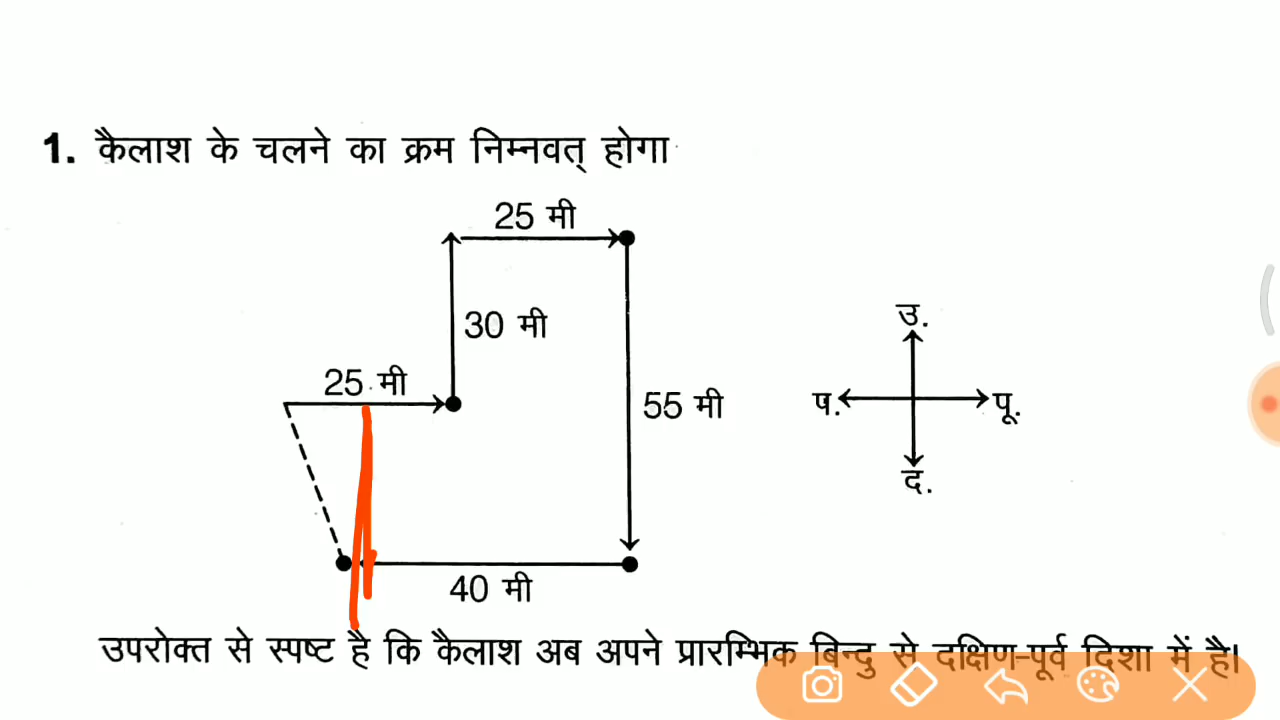 1. कैलाश के चलने का क्रम निम्नवत् होगा
25 मी
30 मी
उ.
25 मी
55 मी
प. पू.
द.
40 मी
उपरोक्त से स्पष्ट है कि कैलाश अब अपने प्रारम्भिक बिन्दु से दक्षिण-पूर्व दिशा में है।